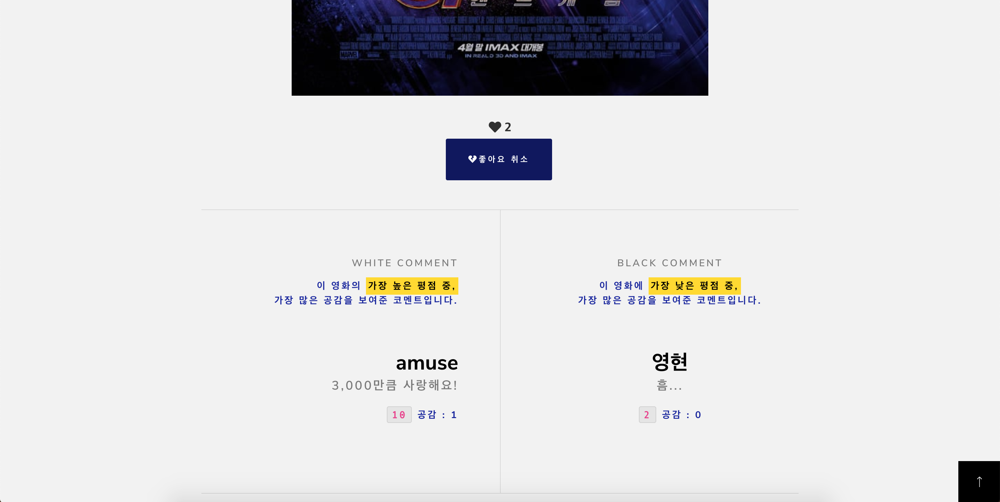 4월 말 IMAX 대개봉
IN REALD 3D AND IMAX
MARVEL
2
좋아요 취소
WHITE COMMENT
이 영화의 가장 높은 평점 중,
가장 많은 공감을 보여준 코멘트입니다.
amuse
3,000만큼 사랑해요!
10 공감 : 1
BLACK COMMENT
이 영화에 가장 낮은 평점 중,
가장 많은 공감을 보여준 코멘트입니다.
영현
흠...
2 공감 : 0